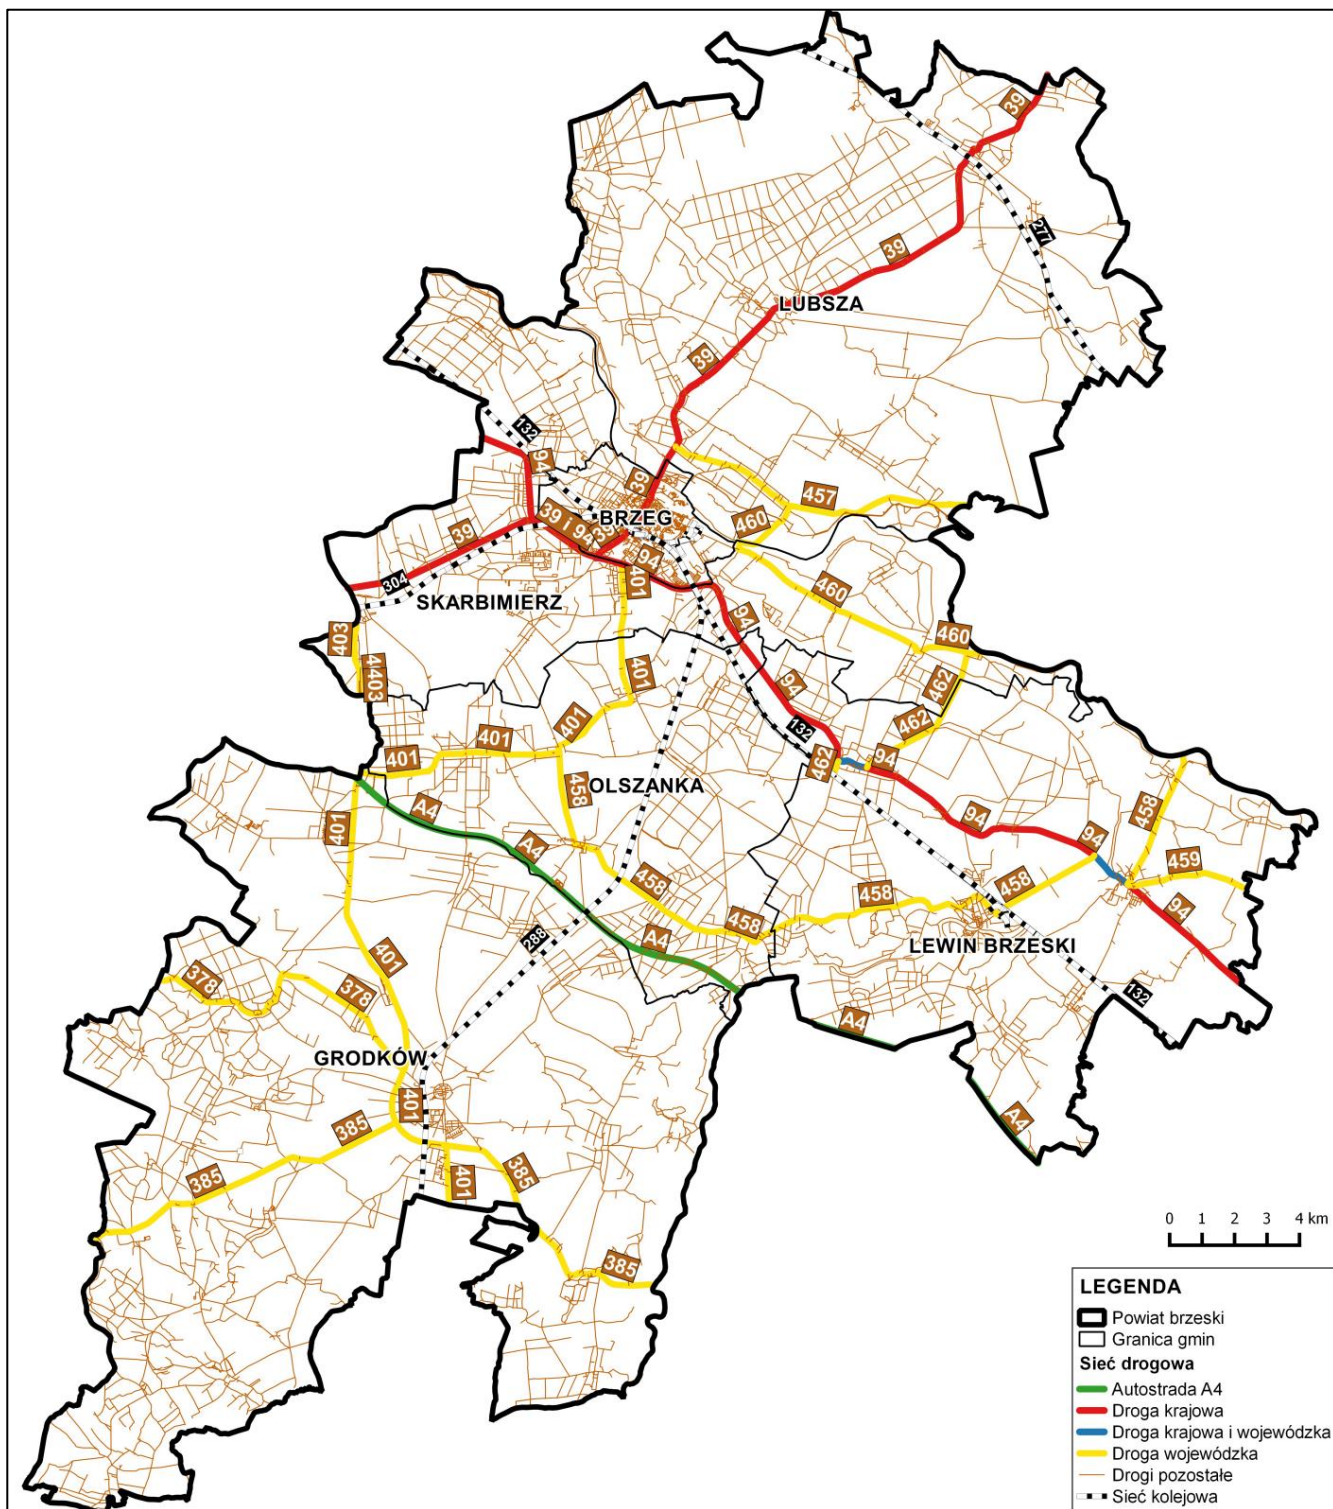 39
277
39
LUBSZA
39
132
94
39
457
BRZEG
460
39 i 94
39
39
94
304
401
SKARBIMIERZ
460
94
403
460
4403
401
94
462
462
401
132
401
401
462
94
458
OLSZANKA
458
A4
401
94
94
A4
459
458
458
458
94
458
A4
LEWIN BRZESKI
288
401
378
378
132
A4
GRODKÓW
401
A4
385
385
385
401
385
0 1 2 3 4 km
LEGENDA
Powiat brzeski
Granica gmin
Sieć drogowa
Autostrada A4
Droga krajowa
Droga krajowa i wojewódzka
Droga wojewódzka
Drogi pozostałe
Sieć kolejowa